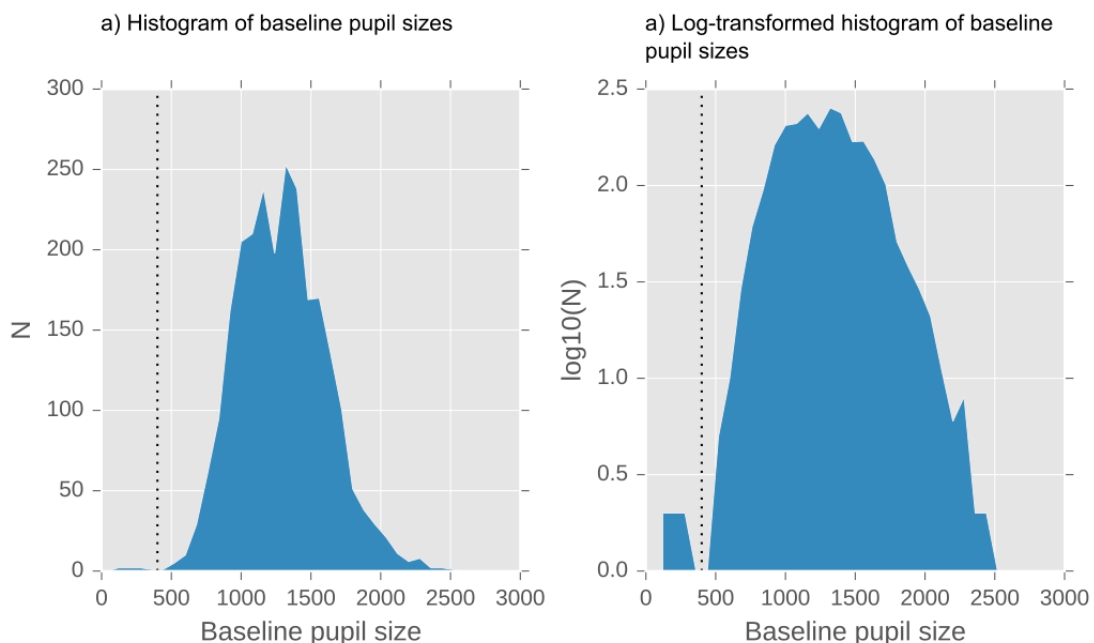 a) Histogram of baseline pupil sizes
a) Log-transformed histogram of baseline
pupil sizes
300
250
200
150
100
50
0
N
0 500 1000 1500 2000 2500 3000
Baseline pupil size
2.5
2.0
1.5
1.0
0.5
0.0
log10(N)
0 500 1000 1500 2000 2500 3000
Baseline pupil size